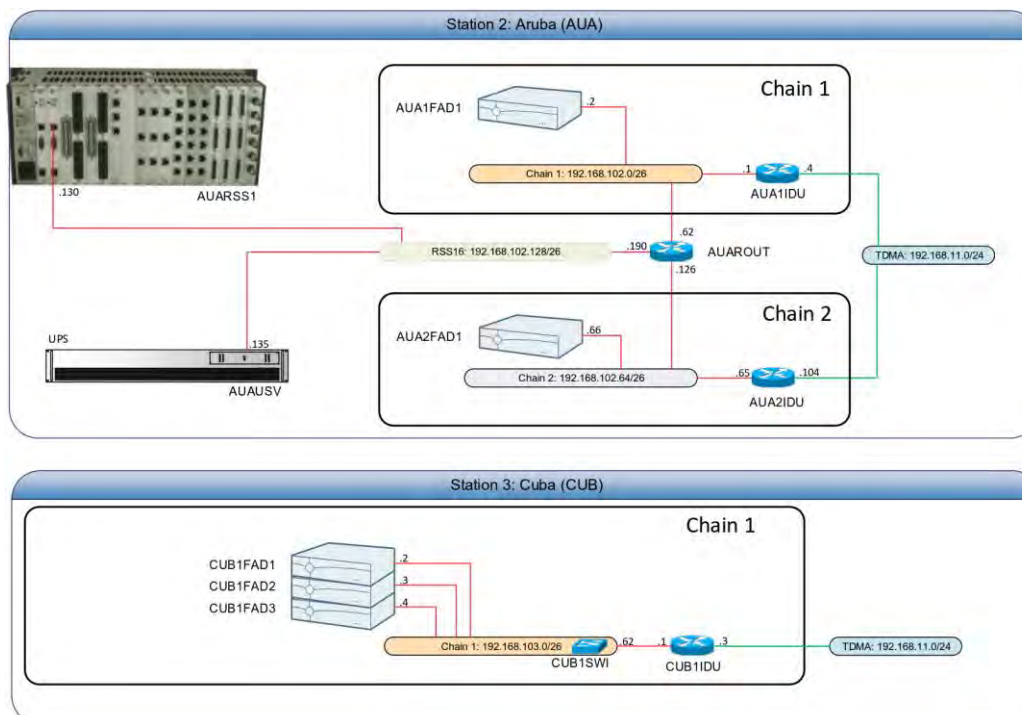 Station 2: Aruba (AUA)
Chain 1
AUA1FAD1
.2
Chain 1: 192.168.102.0/26
.1
.4
AUA1IDU
.130
AUARSS1
.62
RSS16: 192.168.102.128/26
.190
AUAROUT
.126
TDMA: 192.168.11.0/24
Chain 2
AUA2FAD1
.66
UPS
.135
Chain 2: 192.168.102.64/26
.65
.104
AUA2IDU
AUAUSV
Station 3: Cuba (CUB)
Chain 1
CUB1FAD1
.2
CUB1FAD2
.3
CUB1FAD3
.4
Chain 1: 192.168.103.0/26
.62
.1
.3
TDMA: 192.168.11.0/24
CUB1SWI
CUB1IDU